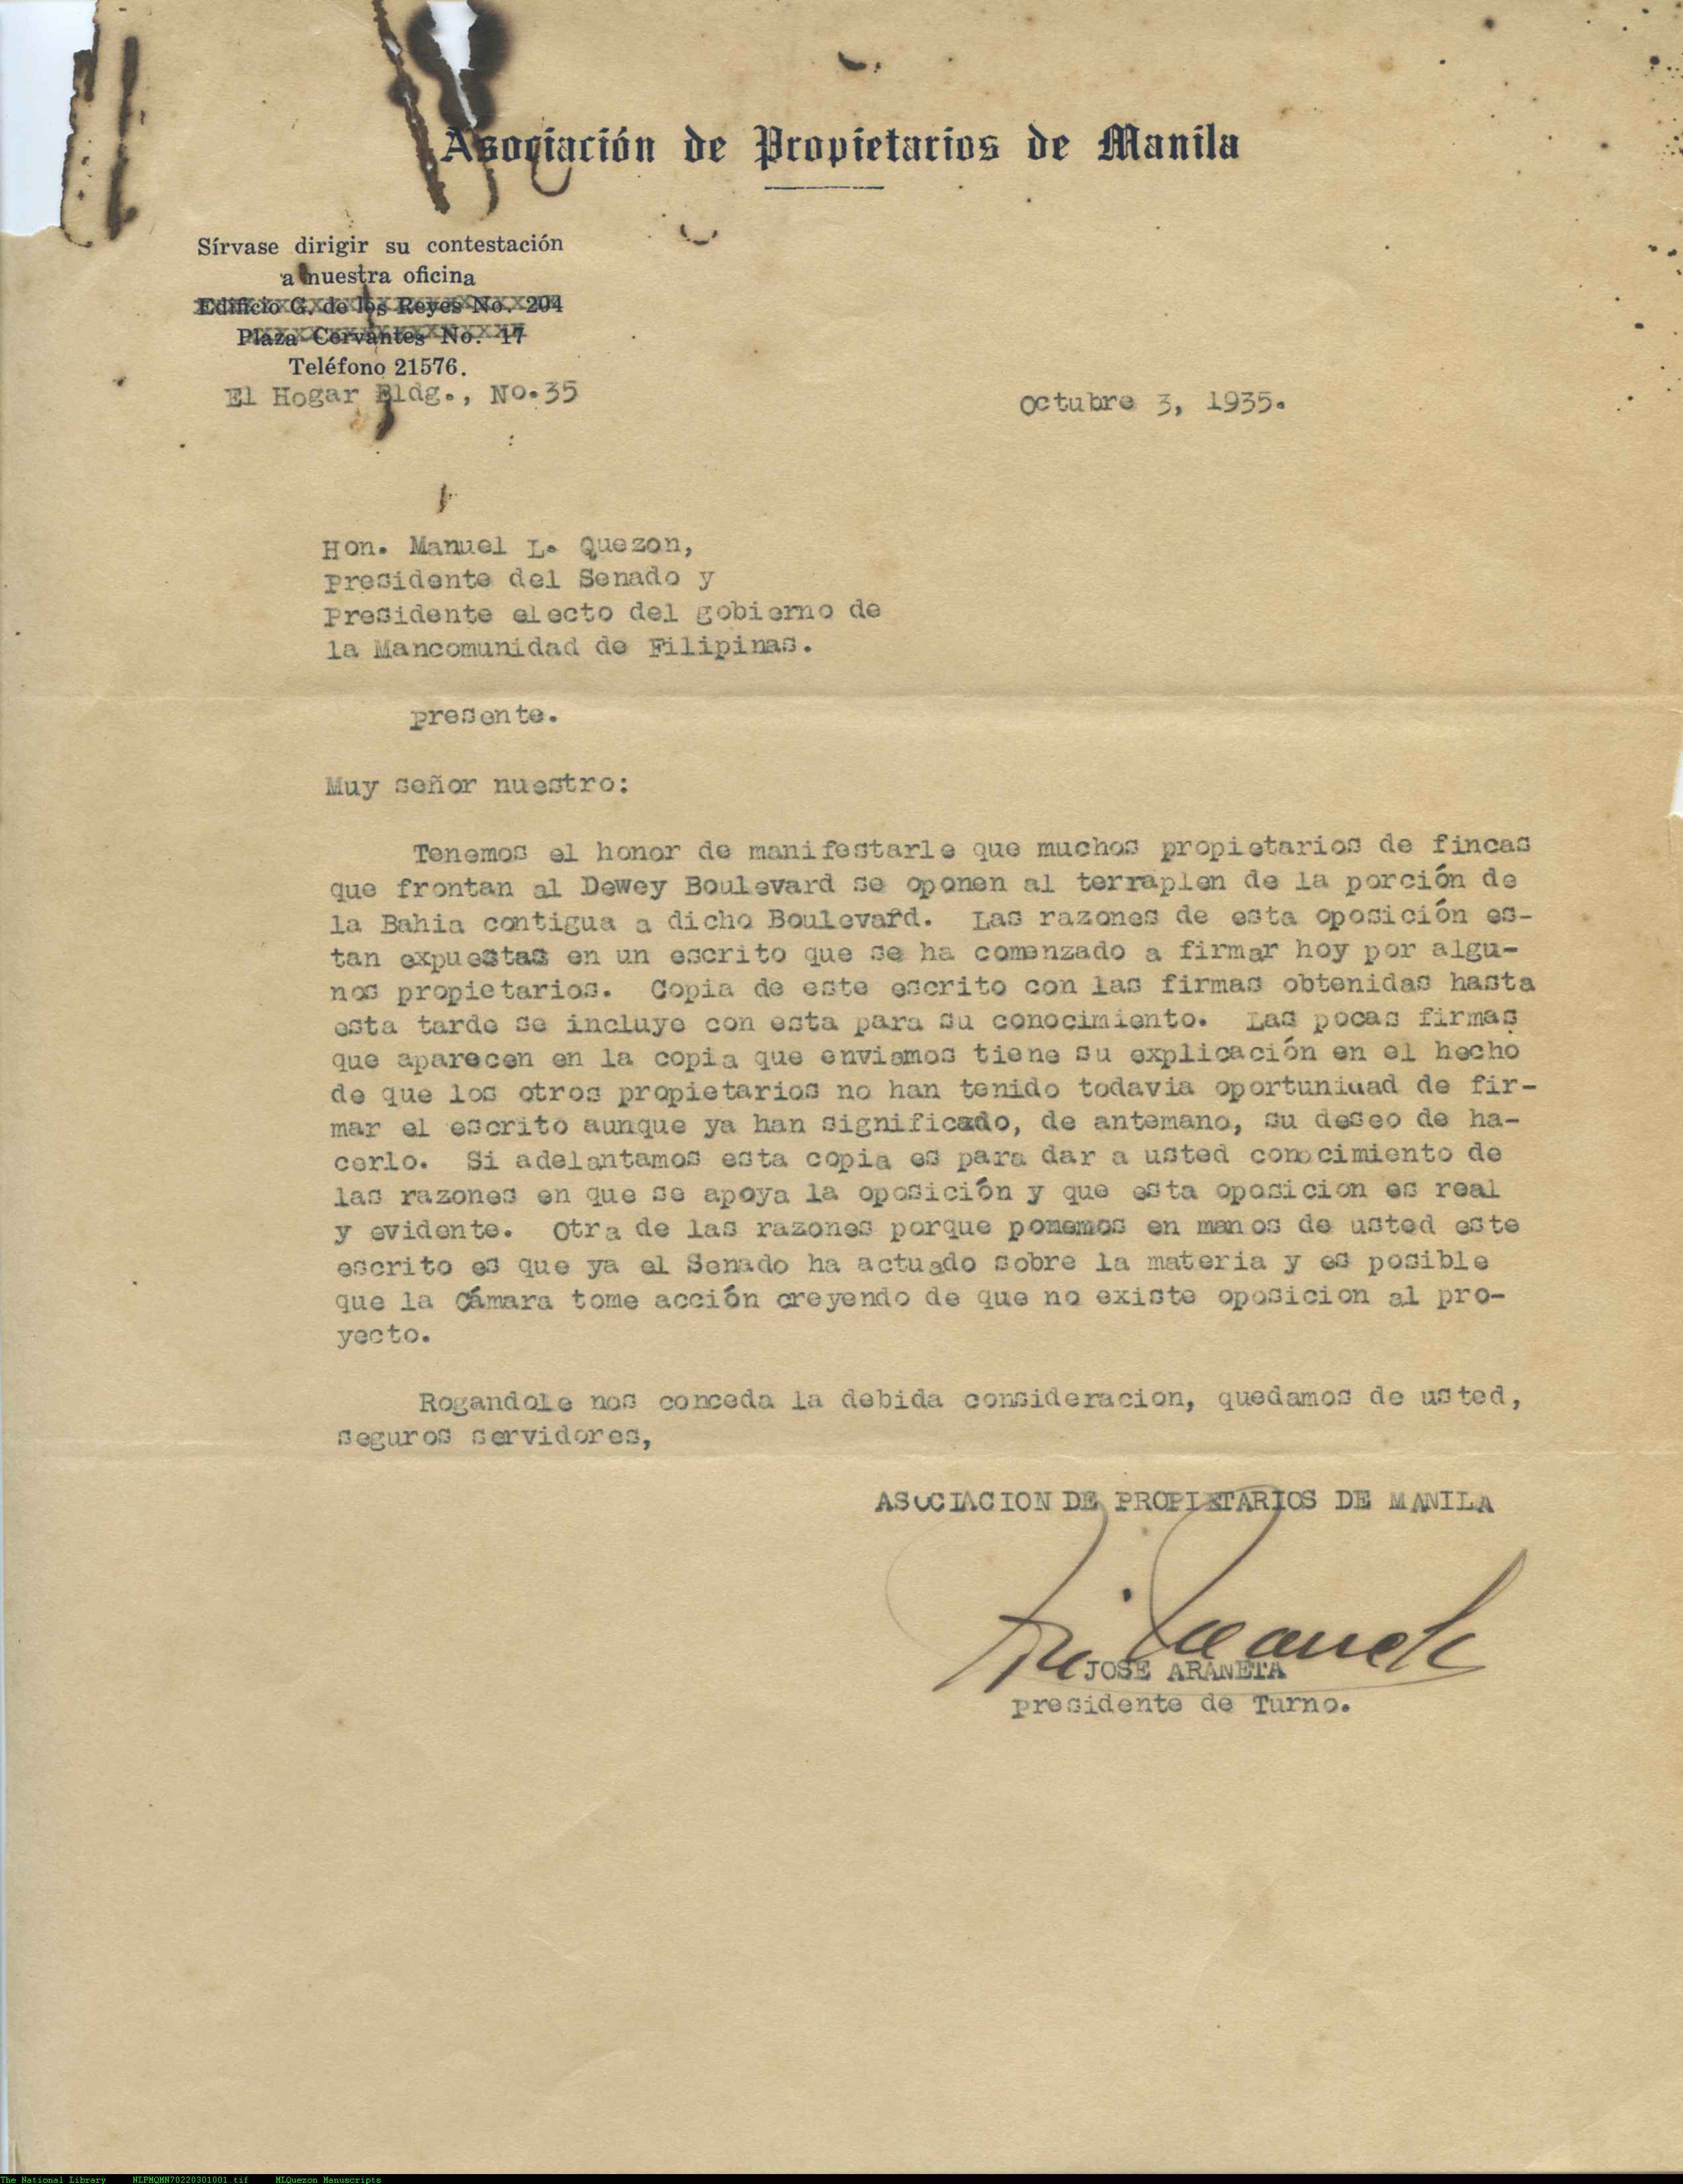 Asociación de Propietarios de Manila
Sírvase dirigir su contestación
a nuestra oficina
Edificio G. de los Reyes No. 204
Plaza Cervantes No. 17
Teléfono 21576.
El Hogar Bldg., No.35
Octubre 3, 1935.
Hon. Manuel L. Quezon,
Presidente del Senado y
Presidente electo del gobierno de
la Mancomunidad de Filipinas.
Presente.
Muy señor nuestro:
Tenemos el honor de manifestarle que muchos propietarios de fincas
que frontan al Dewey Boulevard se oponen al terraplen de la porción de
la Bahia contigua a dicho Boulevard. Las razones de esta oposición es-
tan expuestas en un escrito que se ha comenzado a firmar hoy por algu-
nos propietarios. Copia de este escrito con las firmas obtenidas hasta
esta tarde se incluye con esta para su conocimiento. Las pocas firmas
que aparecen en la copia que enviamos tiene su explicación en el hecho
de que los otros propietarios no han tenido todavia oportunidad de fir-
mar el escrito aunque ya han significado, de antemano, su deseo de ha-
cerlo. Si adelantamos esta copia es para dar a usted conocimiento de
las razones en que se apoya la oposición y que esta oposicion es real
y evidente. Otra de las razones porque ponemos en manos de usted este
escrito es que ya el Senado ha actuado sobre la materia y es posible
que la Cámara tome acción creyendo de que no existe oposicion al pro-
yecto.
Rogandole nos conceda la debida consideracion, quedamos de usted,
seguros servidores,
ASOCIACION DE PROPIETARIOS DE MANILA
JOSE ARANETA
Presidente de Turno.
The National Library NLPMQMN70220301001.tif MLQuezon Manuscripts